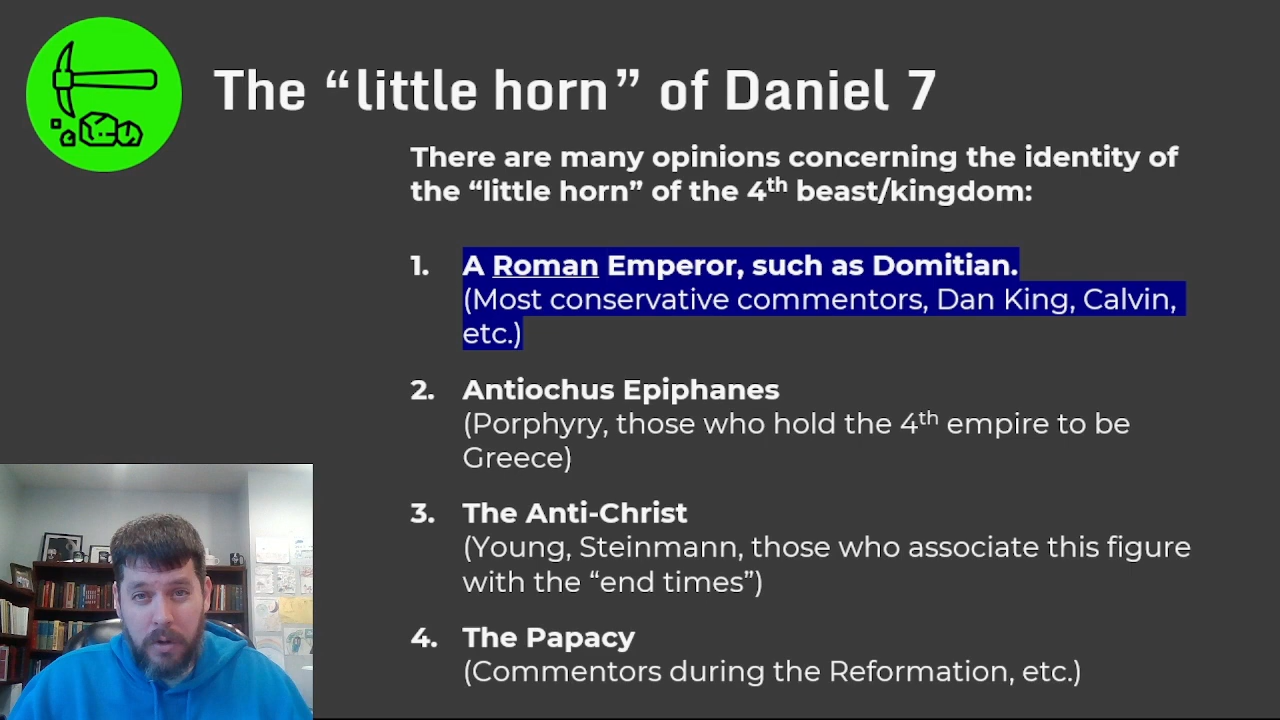 The “little horn” of Daniel 7
There are many opinions concerning the identity of
the “little horn” of the 4th beast/kingdom:
1. A Roman Emperor, such as Domitian.
(Most conservative commentors, Dan King, Calvin,
etc.)
2. Antiochus Epiphanes
(Porphyry, those who hold the 4th empire to be
Greece)
3. The Anti-Christ
(Young, Steinmann, those who associate this figure
with the “end times”)
4. The Papacy
(Commentors during the Reformation, etc.)